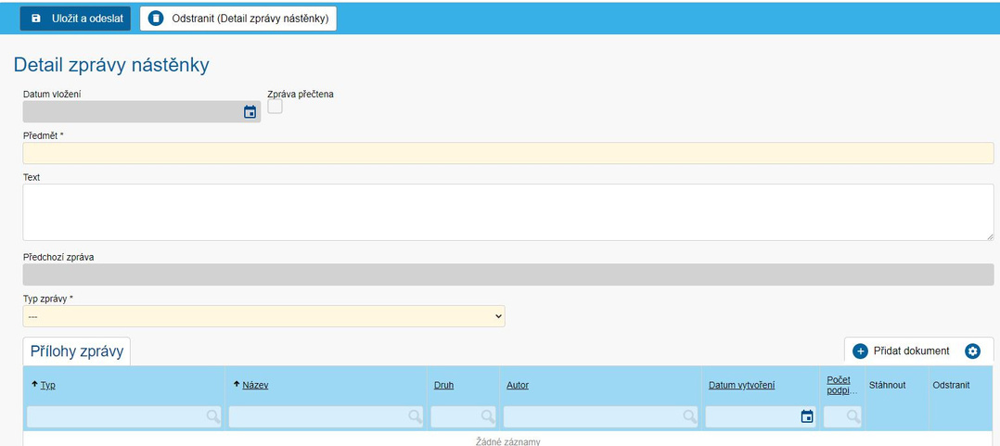 Uložit a odeslat
Odstranit (Detail zprávy nástěnky)
Detail zprávy nástěnky
Datum vložení
Zpráva přečtena
Předmět *
Text
Předchozí zpráva
Typ zprávy *
---
Přílohy zprávy
Přidat dokument
Typ
Název
Druh
Autor
Datum vytvoření
Počet
podpí...
Stáhnout
Odstranit
Žádné záznamy